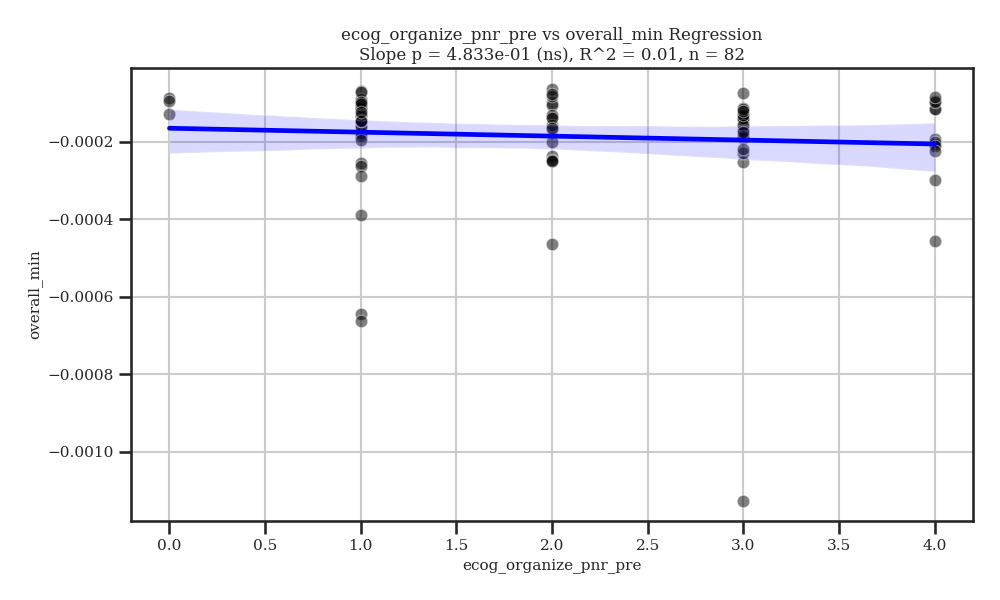 ecog_organize_pnr_pre vs overall_min Regression
Slope p = 4.833e-01 (ns), R^2 = 0.01, n = 82
−0.0002
−0.0004
−0.0006
−0.0008
−0.0010
overall_min
0.0 0.5 1.0 1.5 2.0 2.5 3.0 3.5 4.0
ecog_organize_pnr_pre